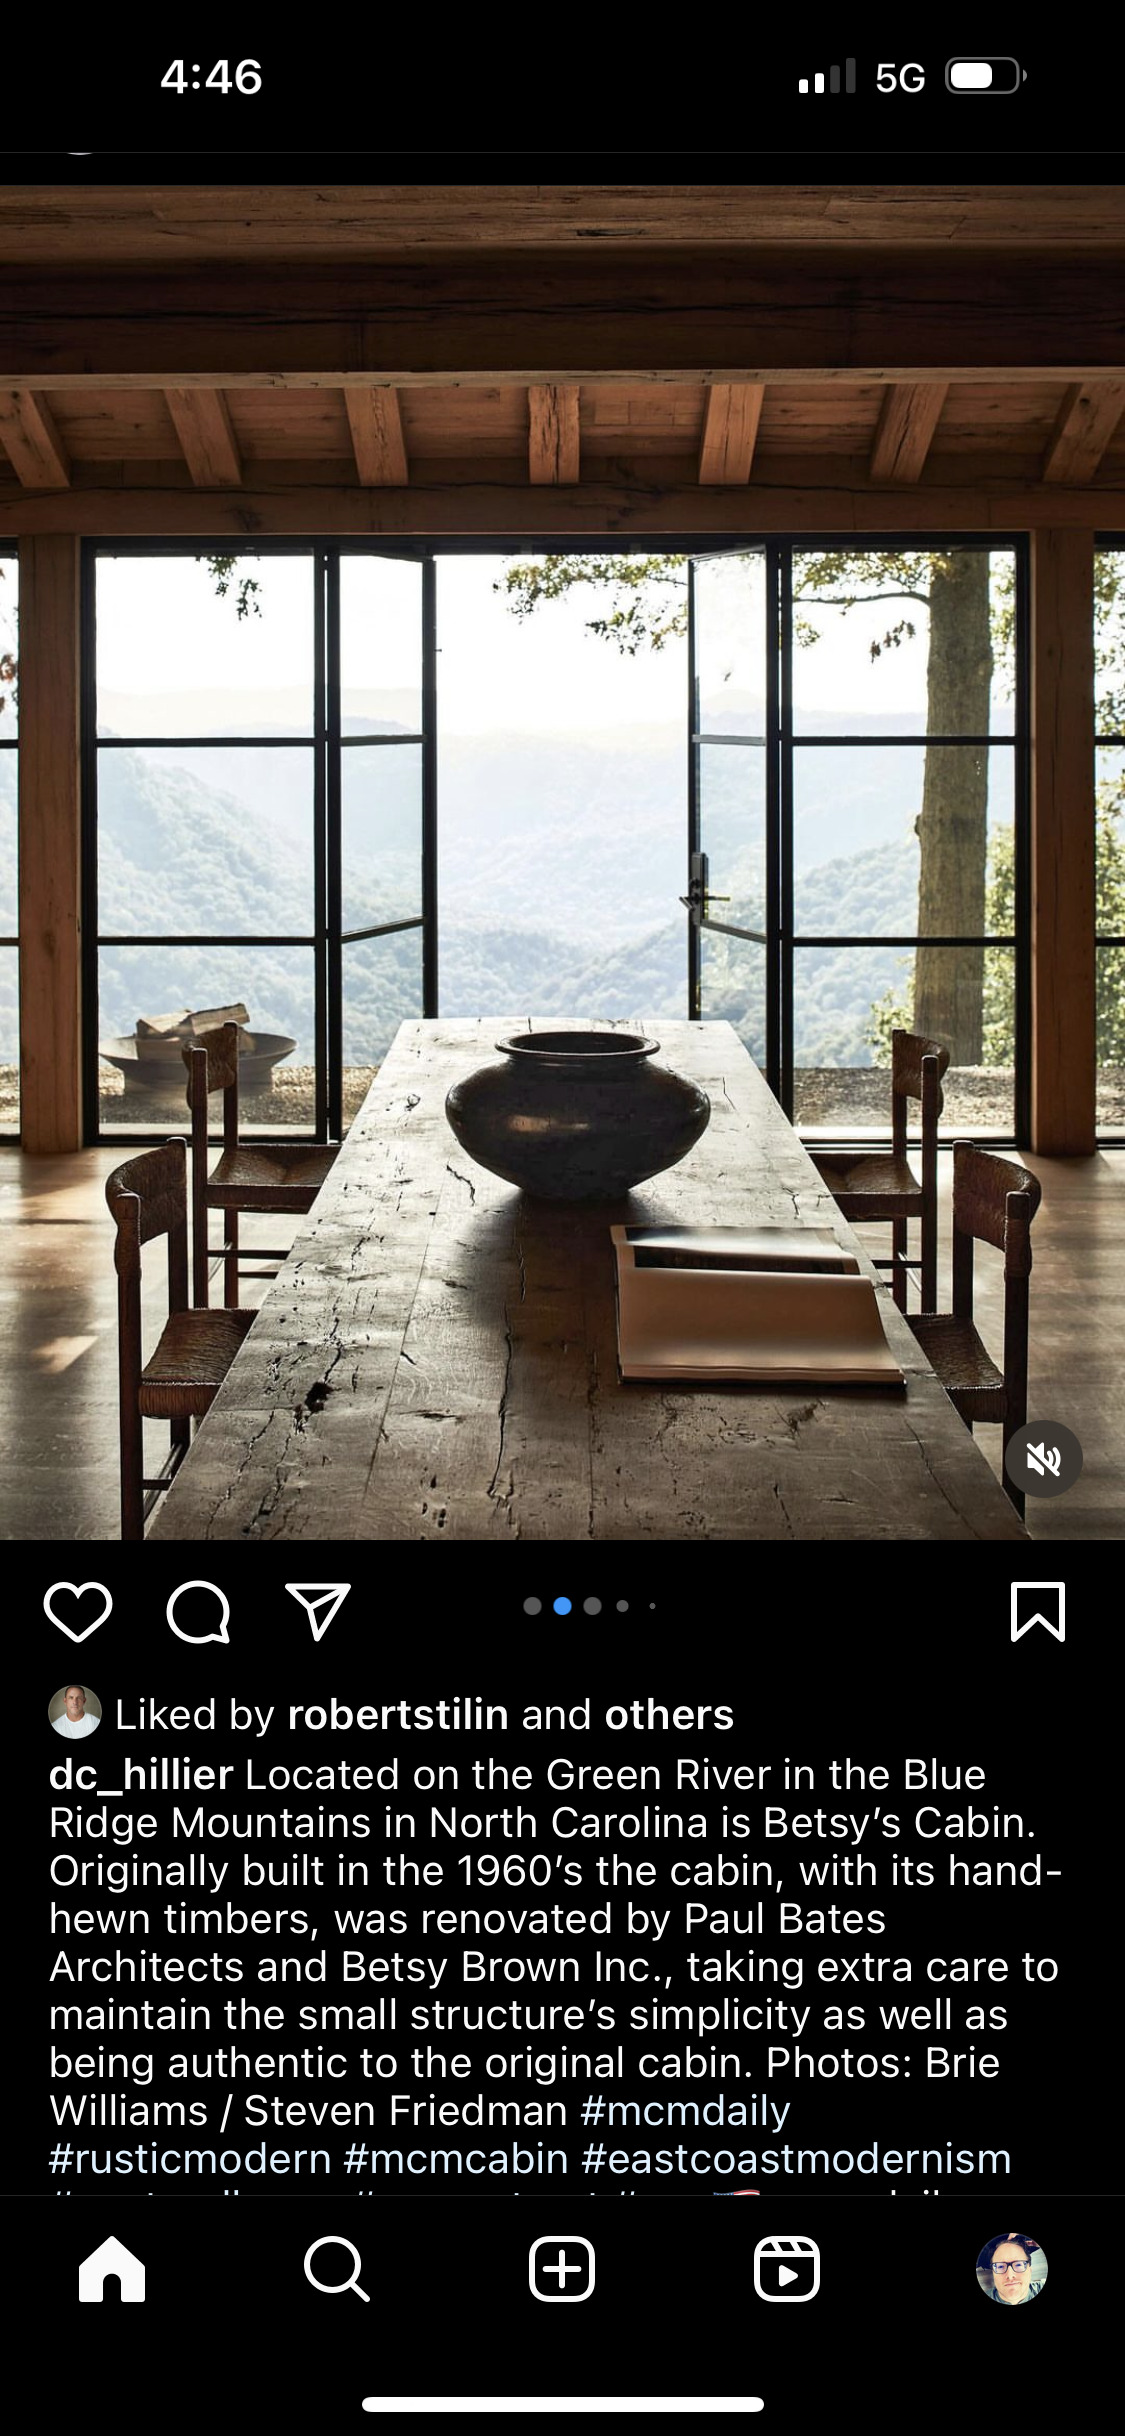 4:46
5G
Liked by robertstilin and others
dc_hillier Located on the Green River in the Blue
Ridge Mountains in North Carolina is Betsy’s Cabin.
Originally built in the 1960’s the cabin, with its hand-
hewn timbers, was renovated by Paul Bates
Architects and Betsy Brown Inc., taking extra care to
maintain the small structure’s simplicity as well as
being authentic to the original cabin. Photos: Brie
Williams / Steven Friedman #mcmdaily
#rusticmodern #mcmcabin #eastcoastmodernism